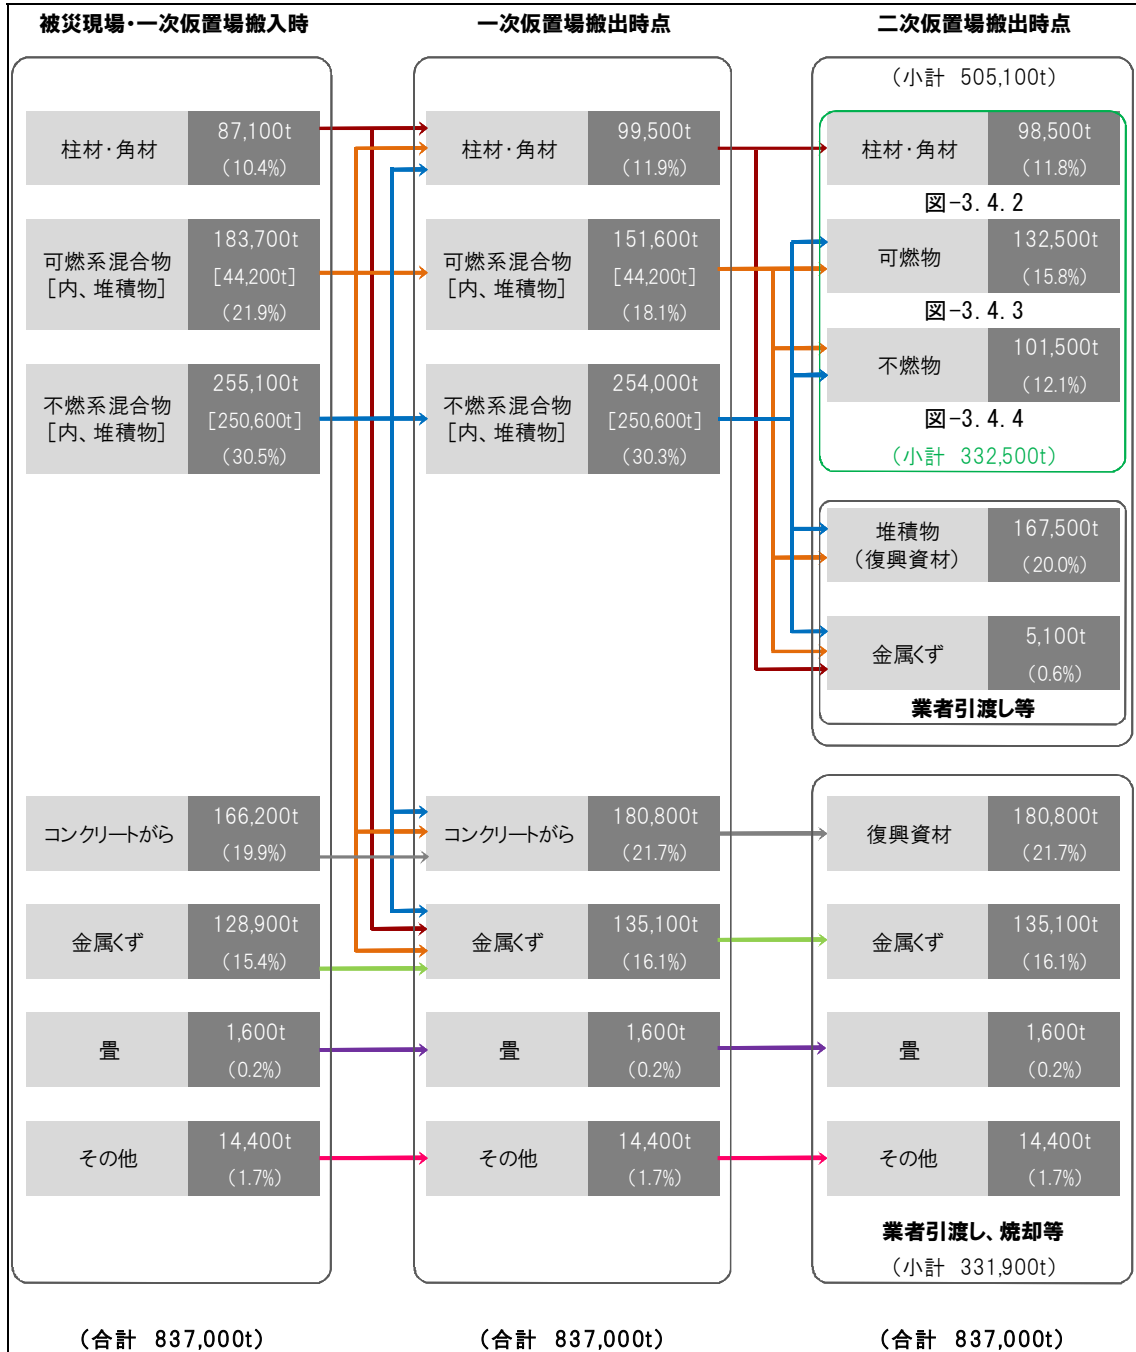 被災現場・一次仮置場搬入時
柱材・角材
87,100t
(10.4%)
可燃系混合物
[内、堆積物]
183,700t
[44,200t]
(21.9%)
不燃系混合物
[内、堆積物]
255,100t
[250,600t]
(30.5%)
コンクリートがら
166,200t
(19.9%)
金属くず
128,900t
(15.4%)
畳
1,600t
(0.2%)
その他
14,400t
(1.7%)
(合計 837,000t)
一次仮置場搬出時点
柱材・角材
99,500t
(11.9%)
可燃系混合物
[内、堆積物]
151,600t
[44,200t]
(18.1%)
不燃系混合物
[内、堆積物]
254,000t
[250,600t]
(30.3%)
コンクリートがら
180,800t
(21.7%)
金属くず
135,100t
(16.1%)
畳
1,600t
(0.2%)
その他
14,400t
(1.7%)
(合計 837,000t)
二次仮置場搬出時点
(小計 505,100t)
柱材・角材
98,500t
(11.8%)
図-3.4.2
可燃物
132,500t
(15.8%)
図-3.4.3
不燃物
101,500t
(12.1%)
図-3.4.4
(小計 332,500t)
堆積物
(復興資材)
167,500t
(20.0%)
金属くず
5,100t
(0.6%)
業者引渡し等
復興資材
180,800t
(21.7%)
金属くず
135,100t
(16.1%)
畳
1,600t
(0.2%)
その他
14,400t
(1.7%)
業者引渡し、焼却等
(小計 331,900t)
(合計 837,000t)